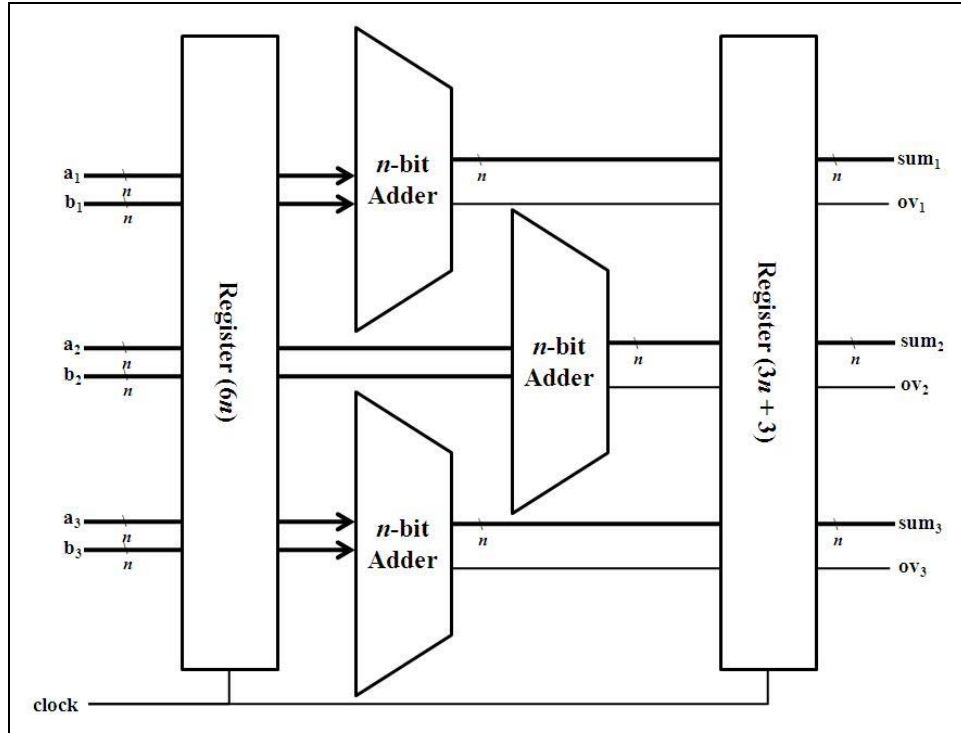 a₁
n
b₁
n
a₂
n
b₂
n
a₃
n
b₃
n
clock
Register (6n)
n-bit
Adder
n
n-bit
Adder
n
n-bit
Adder
n
Register (3n + 3)
sum₁
n
ov₁
sum₂
n
ov₂
sum₃
n
ov₃